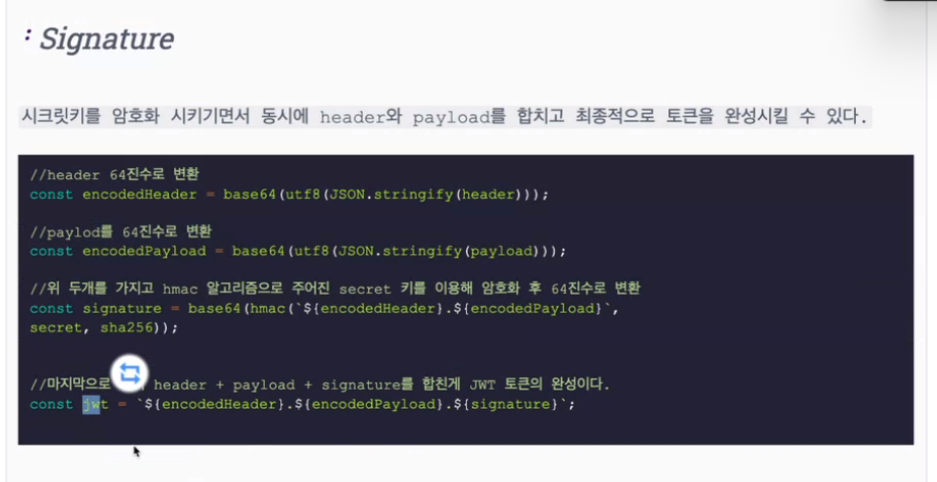 : Signature
시크릿키를 암호화 시키기면서 동시에 header와 payload를 합치고 최종적으로 토큰을 완성시킬 수 있다.
//header 64진수로 변환
const encodedHeader = base64(utf8(JSON.stringify(header)));
//paylod를 64진수로 변환
const encodedPayload = base64(utf8(JSON.stringify(payload)));
//위 두개를 가지고 hmac 알고리즘으로 주어진 secret 키를 이용해 암호화 후 64진수로 변환
const signature = base64(hmac(`${encodedHeader}.${encodedPayload}`,
secret, sha256));
//마지막으로 header + payload + signature를 합친게 JWT 토큰의 완성이다.
const jwt = `${encodedHeader}.${encodedPayload}.${signature}`;